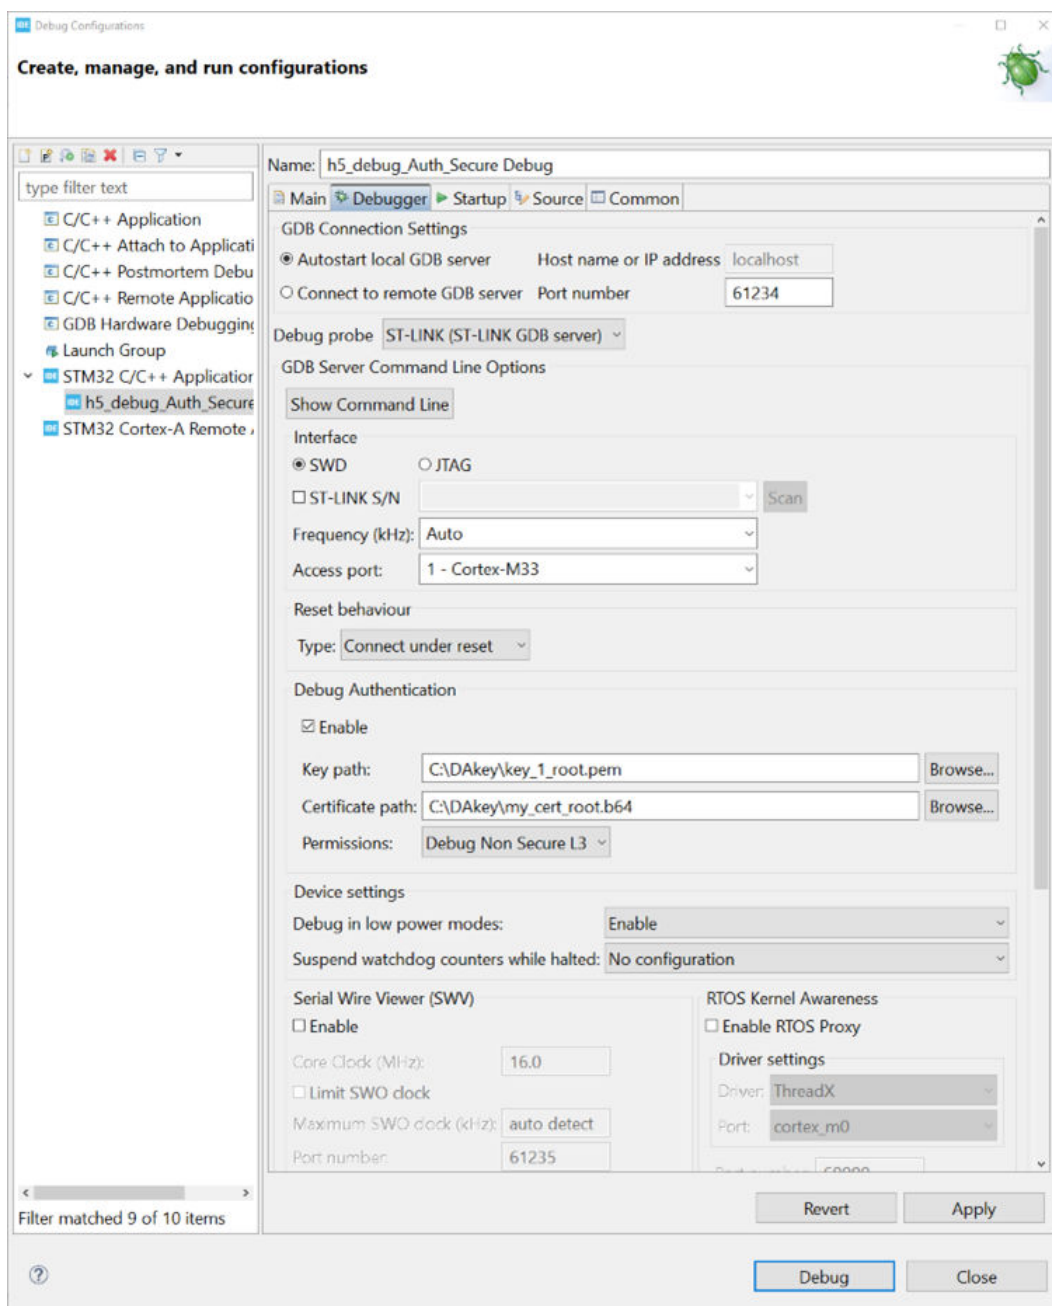 IDE Debug Configurations
Create, manage, and run configurations
type filter text
C/C++ Application
C/C++ Attach to Applicati
C/C++ Postmortem Debu
C/C++ Remote Applicatio
GDB Hardware Debugging
Launch Group
IDE STM32 C/C++ Application
IDE h5_debug_Auth_Secure
IDE STM32 Cortex-A Remote
Filter matched 9 of 10 items
Name: h5_debug_Auth_Secure Debug
Main Debugger Startup Source Common
GDB Connection Settings
Autostart local GDB server Host name or IP address localhost
Connect to remote GDB server Port number 61234
Debug probe ST-LINK (ST-LINK GDB server)
GDB Server Command Line Options
Show Command Line
Interface
SWD JTAG
ST-LINK S/N Scan
Frequency (kHz): Auto
Access port: 1 - Cortex-M33
Reset behaviour
Type: Connect under reset
Debug Authentication
Enable
Key path: C:\DAkey\key_1_root.pem Browse...
Certificate path: C:\DAkey\my_cert_root.b64 Browse...
Permissions: Debug Non Secure L3
Device settings
Debug in low power modes: Enable
Suspend watchdog counters while halted: No configuration
Serial Wire Viewer (SWV)
Enable
Core Clock (MHz): 16.0
Limit SWO clock
Maximum SWO clock (kHz): auto detect
Port number: 61235
RTOS Kernel Awareness
Enable RTOS Proxy
Driver settings
Driver: ThreadX
Port: cortex_m0
Revert Apply
Debug Close